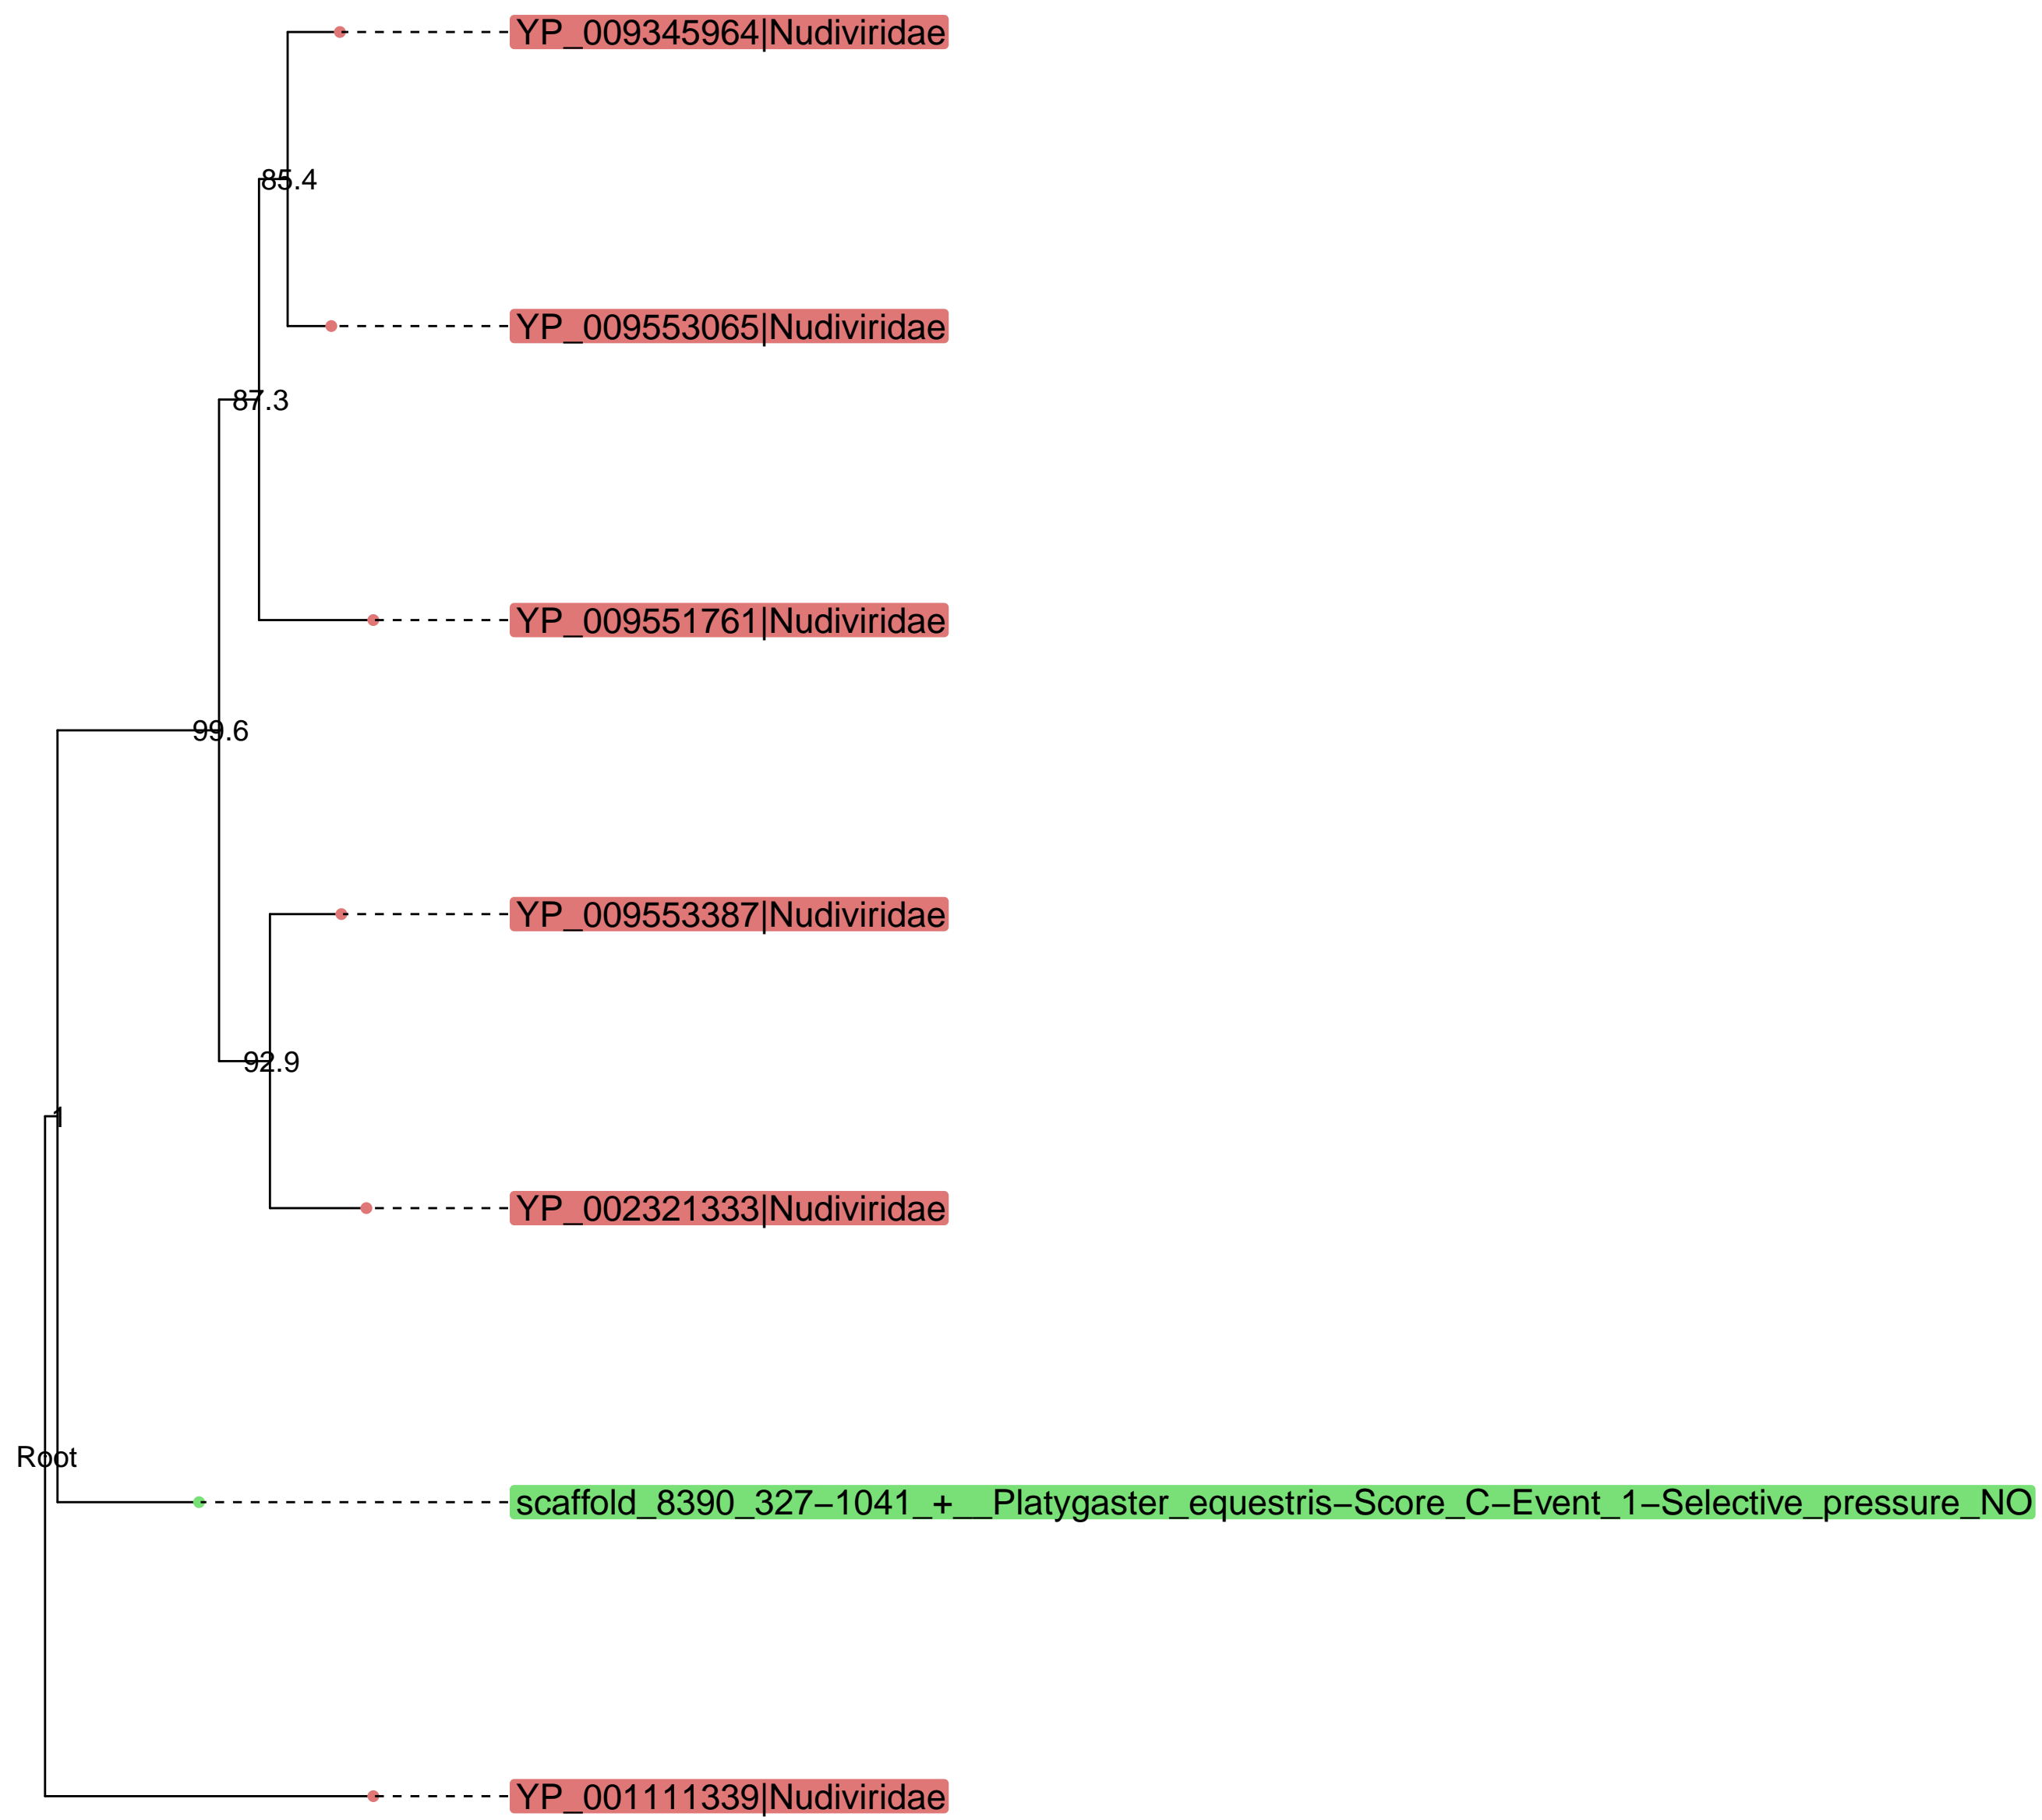 YP_009345964|Nudiviridae
85.4
YP_009553065|Nudiviridae
87.3
YP_009551761|Nudiviridae
99.6
YP_009553387|Nudiviridae
92.9
1
YP_002321333|Nudiviridae
Root
scaffold_8390_327−1041_+__Platygaster_equestris−Score_C−Event_1−Selective_pressure_NO
YP_001111339|Nudiviridae